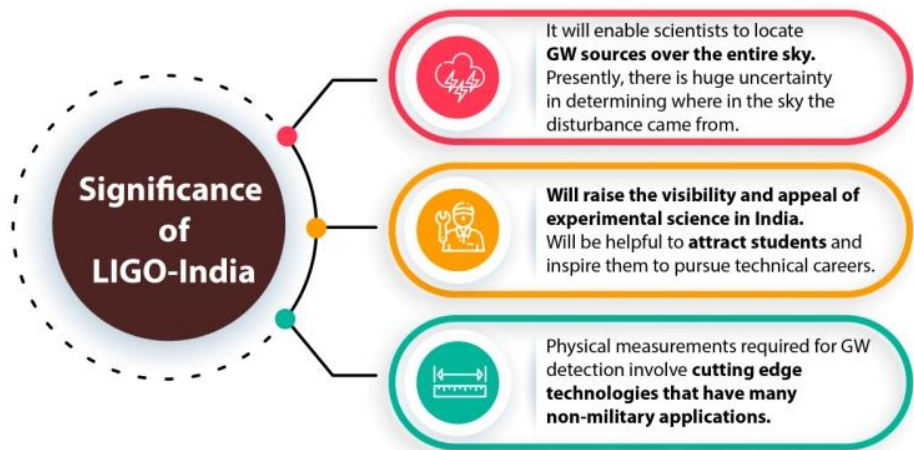 Significance
of
LIGO-India
It will enable scientists to locate
GW sources over the entire sky.
Presently, there is huge uncertainty
in determining where in the sky the
disturbance came from.
Will raise the visibility and appeal of
experimental science in India.
Will be helpful to attract students and
inspire them to pursue technical careers.
Physical measurements required for GW
detection involve cutting edge
technologies that have many
non-military applications.